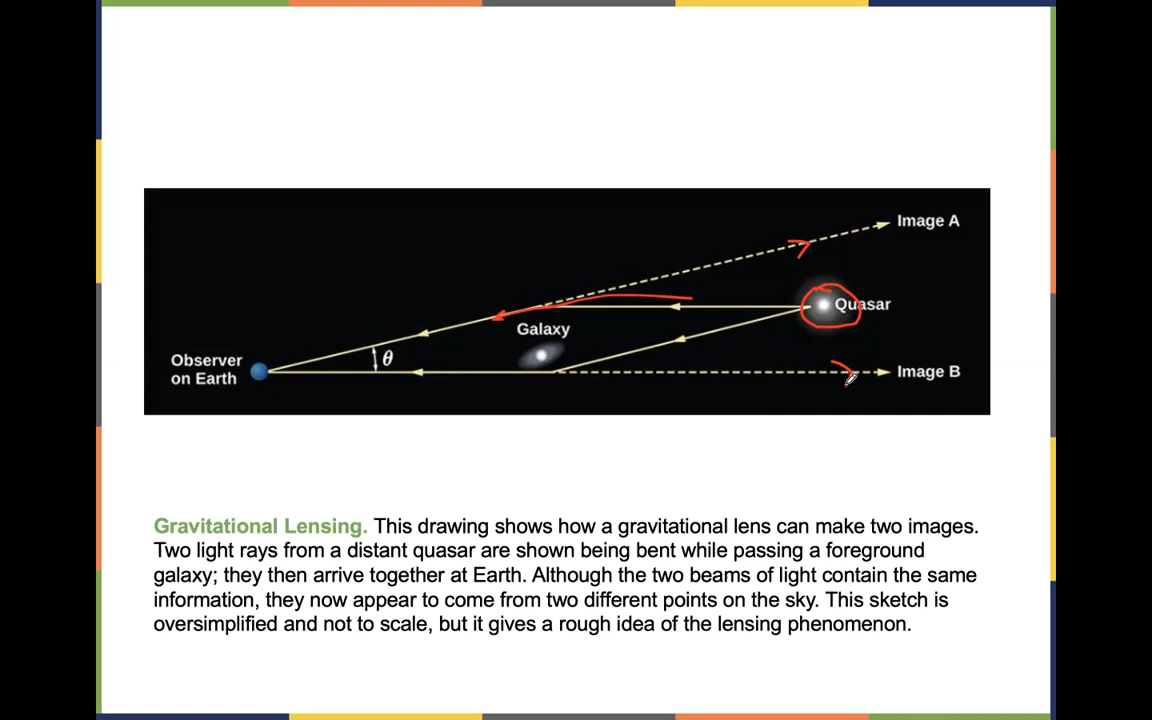 Image A
Quasar
Galaxy
θ
Observer
on Earth
Image B
Gravitational Lensing. This drawing shows how a gravitational lens can make two images.
Two light rays from a distant quasar are shown being bent while passing a foreground
galaxy; they then arrive together at Earth. Although the two beams of light contain the same
information, they now appear to come from two different points on the sky. This sketch is
oversimplified and not to scale, but it gives a rough idea of the lensing phenomenon.